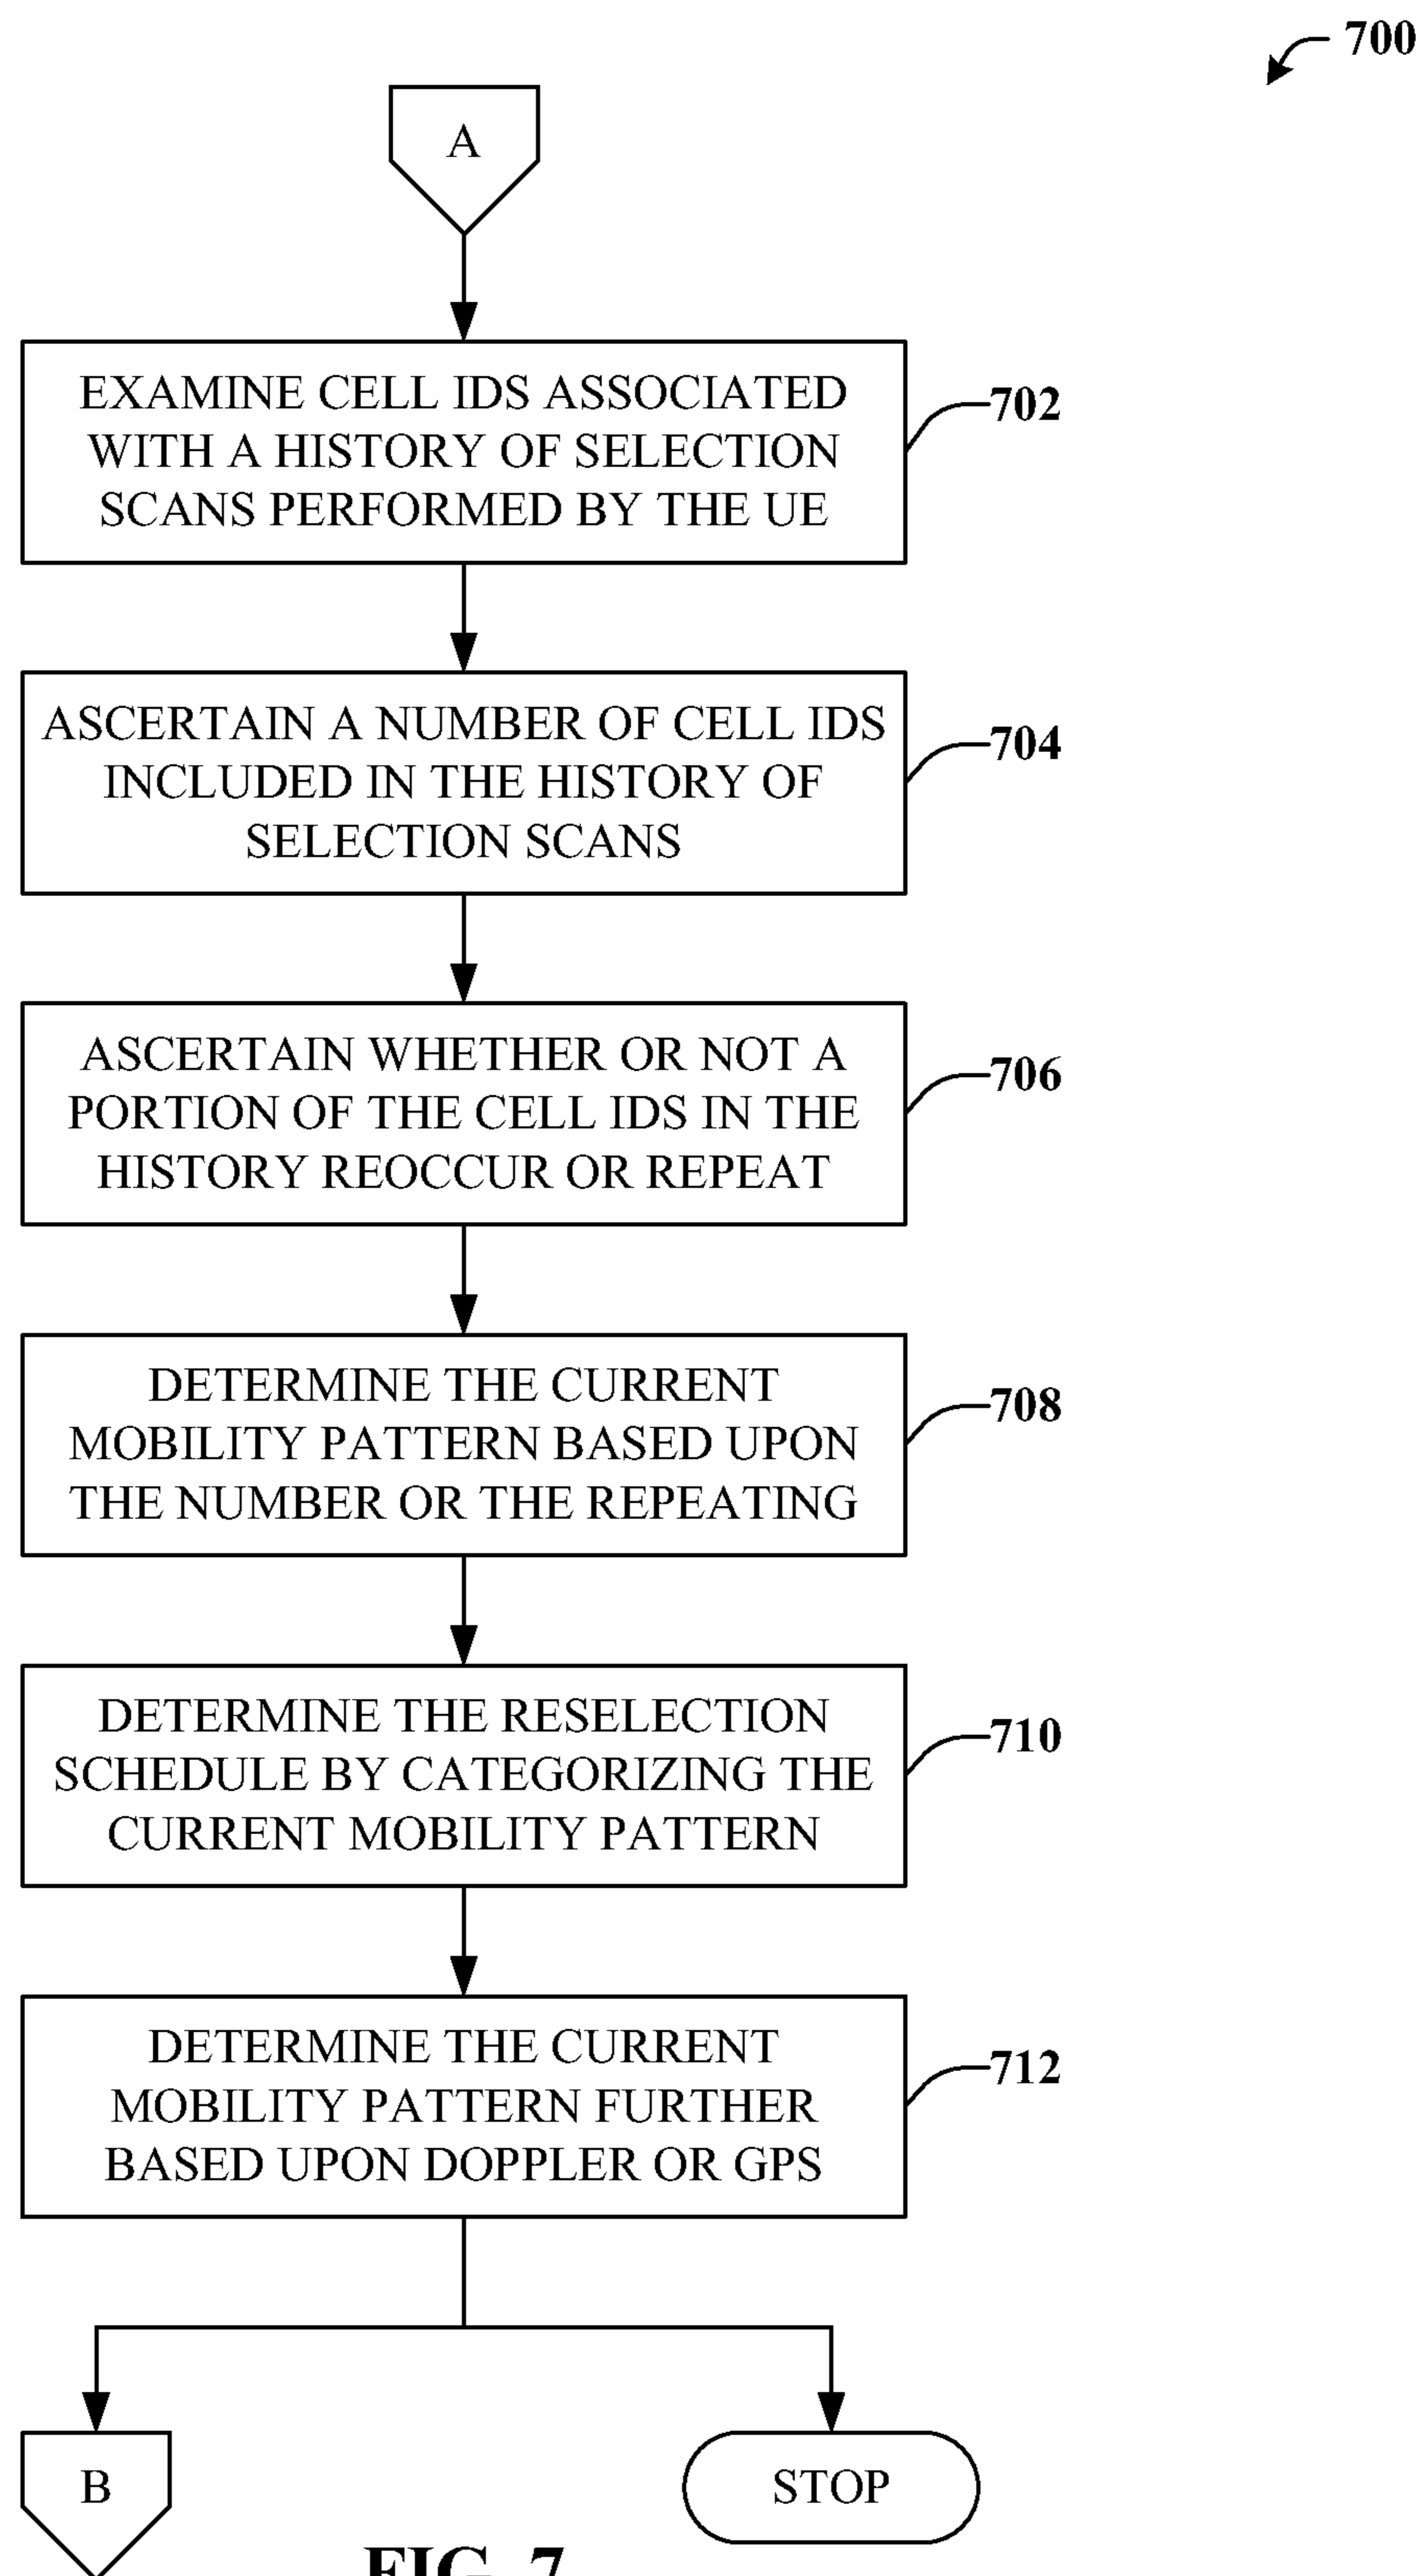 700
A
EXAMINE CELL IDS ASSOCIATED
WITH A HISTORY OF SELECTION
SCANS PERFORMED BY THE UE
702
ASCERTAIN A NUMBER OF CELL IDS
INCLUDED IN THE HISTORY OF
SELECTION SCANS
704
ASCERTAIN WHETHER OR NOT A
PORTION OF THE CELL IDS IN THE
HISTORY REOCCUR OR REPEAT
706
DETERMINE THE CURRENT
MOBILITY PATTERN BASED UPON
THE NUMBER OR THE REPEATING
708
DETERMINE THE RESELECTION
SCHEDULE BY CATEGORIZING THE
CURRENT MOBILITY PATTERN
710
DETERMINE THE CURRENT
MOBILITY PATTERN FURTHER
BASED UPON DOPPLER OR GPS
712
B
STOP
FIG. 7